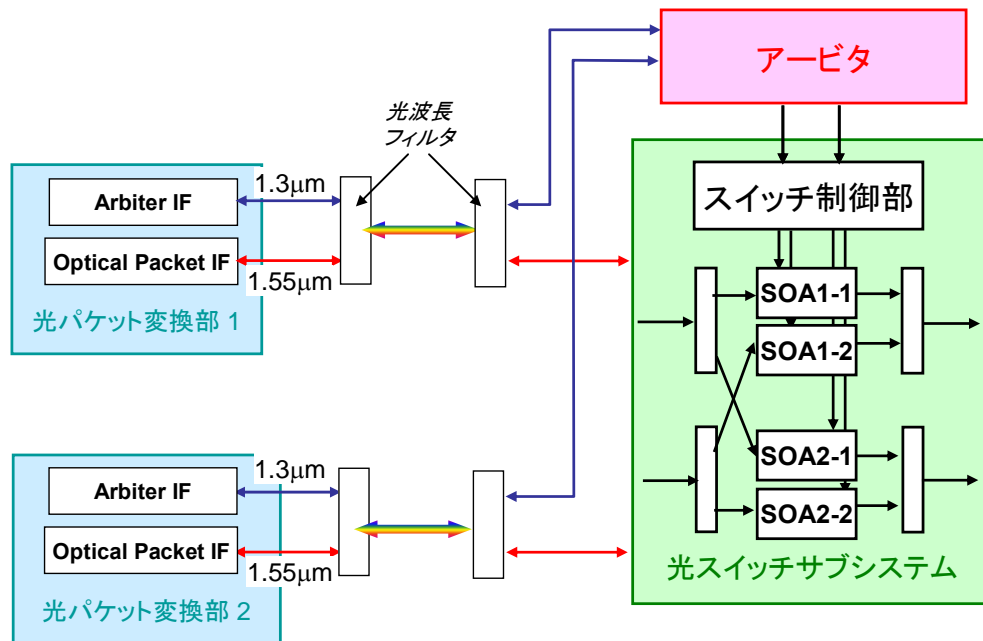 アービタ
光波長
フィルタ
1.3μm
Arbiter IF
Optical Packet IF
1.55μm
光パケット変換部 1
スイッチ制御部
SOA1-1
SOA1-2
SOA2-1
SOA2-2
光スイッチサブシステム
1.3μm
Arbiter IF
Optical Packet IF
1.55μm
光パケット変換部 2